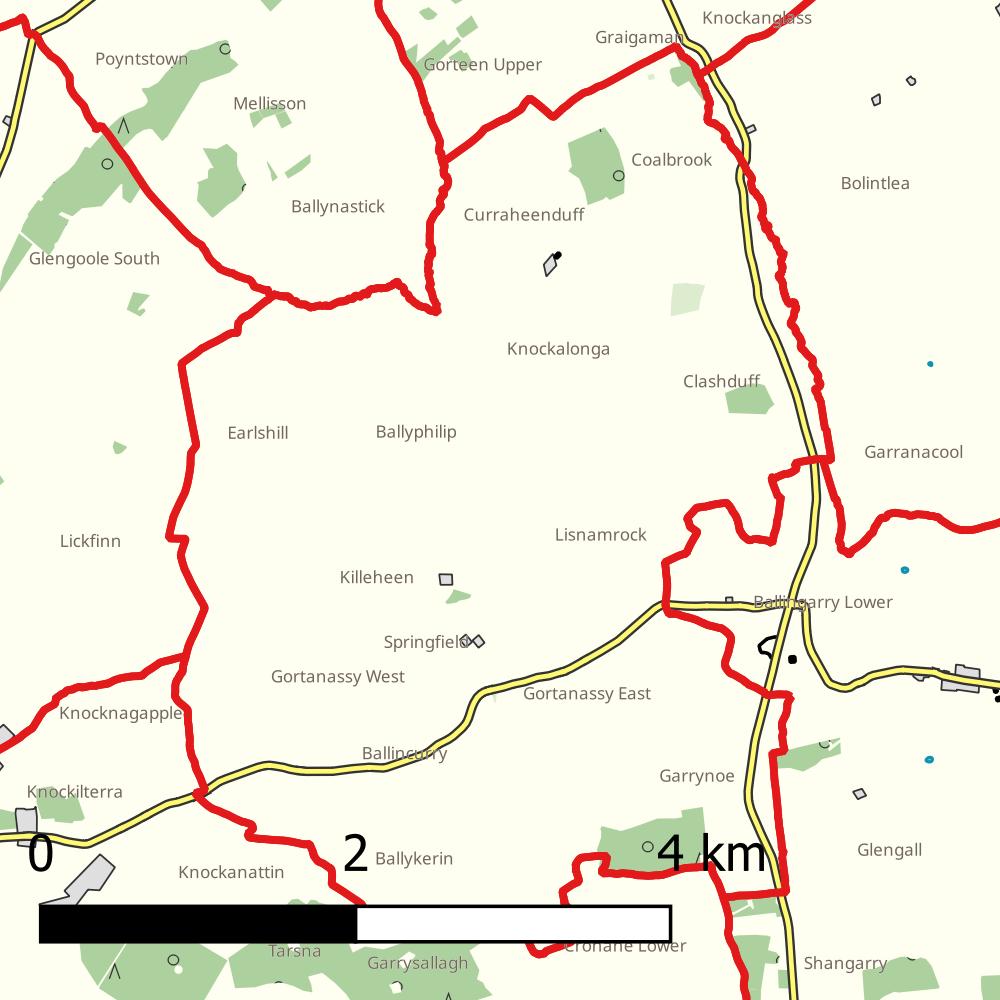 Knockanglass
Graigaman
Poyntstown
Gorteen Upper
Mellisson
Coalbrook
Bolintlea
Ballynastick
Curraheenduff
Glengoole South
Knockalonga
Clashduff
Earlshill
Ballyphilip
Garranacool
Lisnamrock
Lickfinn
Killeheen
Ballingarry Lower
Springfield
Gortanassy West
Gortanassy East
Knocknagapple
Ballincurry
Garrynoe
Knockilterra
0 2 4 km
Ballykerin
Glengall
Knockanattin
Cronane Lower
Tarsna
Garrysallagh
Shangarry